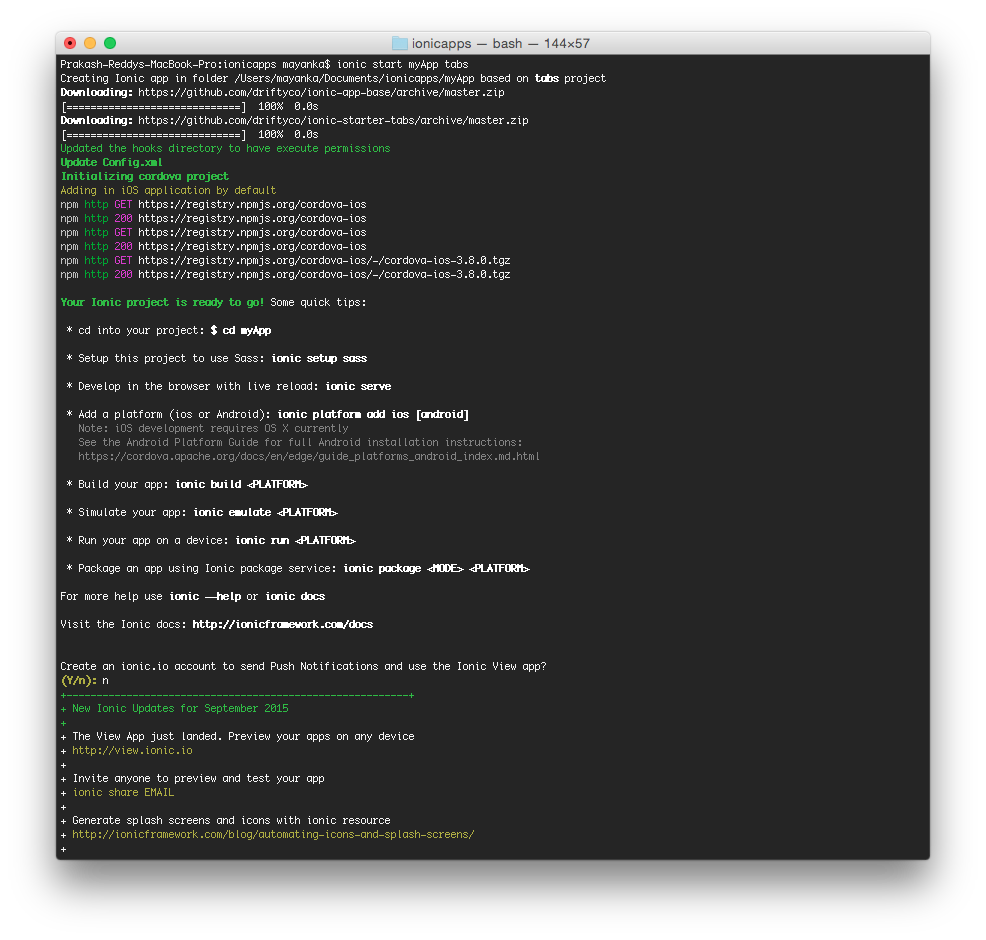 ionicapps — bash — 144×57
Prakash-Reddys-MacBook-Pro:ionicapps mayanka$ ionic start myApp tabs
Creating Ionic app in folder /Users/mayanka/Documents/ionicapps/myApp based on tabs project
Downloading: https://github.com/driftyco/ionic-app-base/archive/master.zip
[=============================]  100%  0.0s
Downloading: https://github.com/driftyco/ionic-starter-tabs/archive/master.zip
[=============================]  100%  0.0s
Updated the hooks directory to have execute permissions
Update Config.xml
Initializing cordova project
Adding in iOS application by default
npm http GET https://registry.npmjs.org/cordova-ios
npm http 200 https://registry.npmjs.org/cordova-ios
npm http GET https://registry.npmjs.org/cordova-ios
npm http 200 https://registry.npmjs.org/cordova-ios
npm http GET https://registry.npmjs.org/cordova-ios/-/cordova-ios-3.8.0.tgz
npm http 200 https://registry.npmjs.org/cordova-ios/-/cordova-ios-3.8.0.tgz
Your Ionic project is ready to go! Some quick tips:
* cd into your project: $ cd myApp
* Setup this project to use Sass: ionic setup sass
* Develop in the browser with live reload: ionic serve
* Add a platform (ios or Android): ionic platform add ios [android]
Note: iOS development requires OS X currently
See the Android Platform Guide for full Android installation instructions:
https://cordova.apache.org/docs/en/edge/guide_platforms_android_index.md.html
* Build your app: ionic build <PLATFORM>
* Simulate your app: ionic emulate <PLATFORM>
* Run your app on a device: ionic run <PLATFORM>
* Package an app using Ionic package service: ionic package <MODE> <PLATFORM>
For more help use ionic --help or ionic docs
Visit the Ionic docs: http://ionicframework.com/docs
Create an ionic.io account to send Push Notifications and use the Ionic View app?
(Y/n): n
+---------------------------------------------------------+
+ New Ionic Updates for September 2015
+
+ The View App just landed. Preview your apps on any device
+ http://view.ionic.io
+
+ Invite anyone to preview and test your app
+ ionic share EMAIL
+
+ Generate splash screens and icons with ionic resource
+ http://ionicframework.com/blog/automating-icons-and-splash-screens/
+